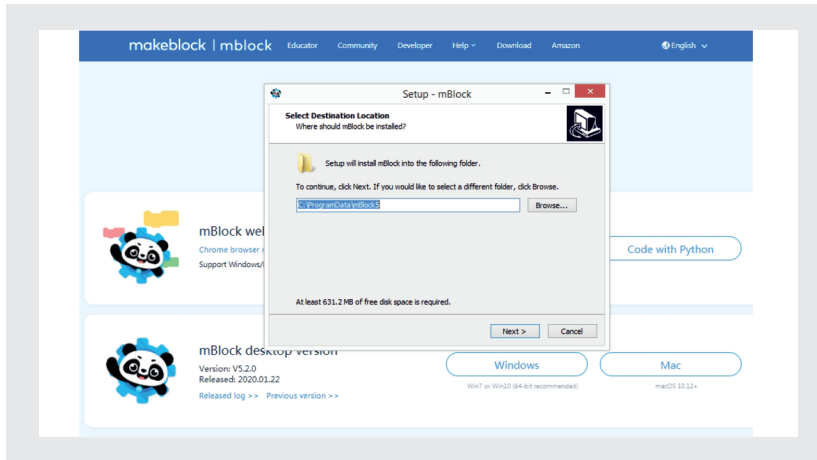 makeblock | mblock Educator Community Developer Help Download Amazon English
Setup - mBlock
Select Destination Location
Where should mBlock be installed?
Setup will install mBlock into the following folder.
To continue, click Next. If you would like to select a different folder, click Browse.
C:\ProgramData\mBlock5 Browse...
At least 631.2 MB of free disk space is required.
Next > Cancel
mBlock we
Chrome browser
Support Windows/
Code with Python
mBlock desktop version
Version: V5.2.0
Released: 2020.01.22
Released log >> Previous version >>
Windows
Win7 or Win10 (64-bit recommended)
Mac
macOS 10.12+